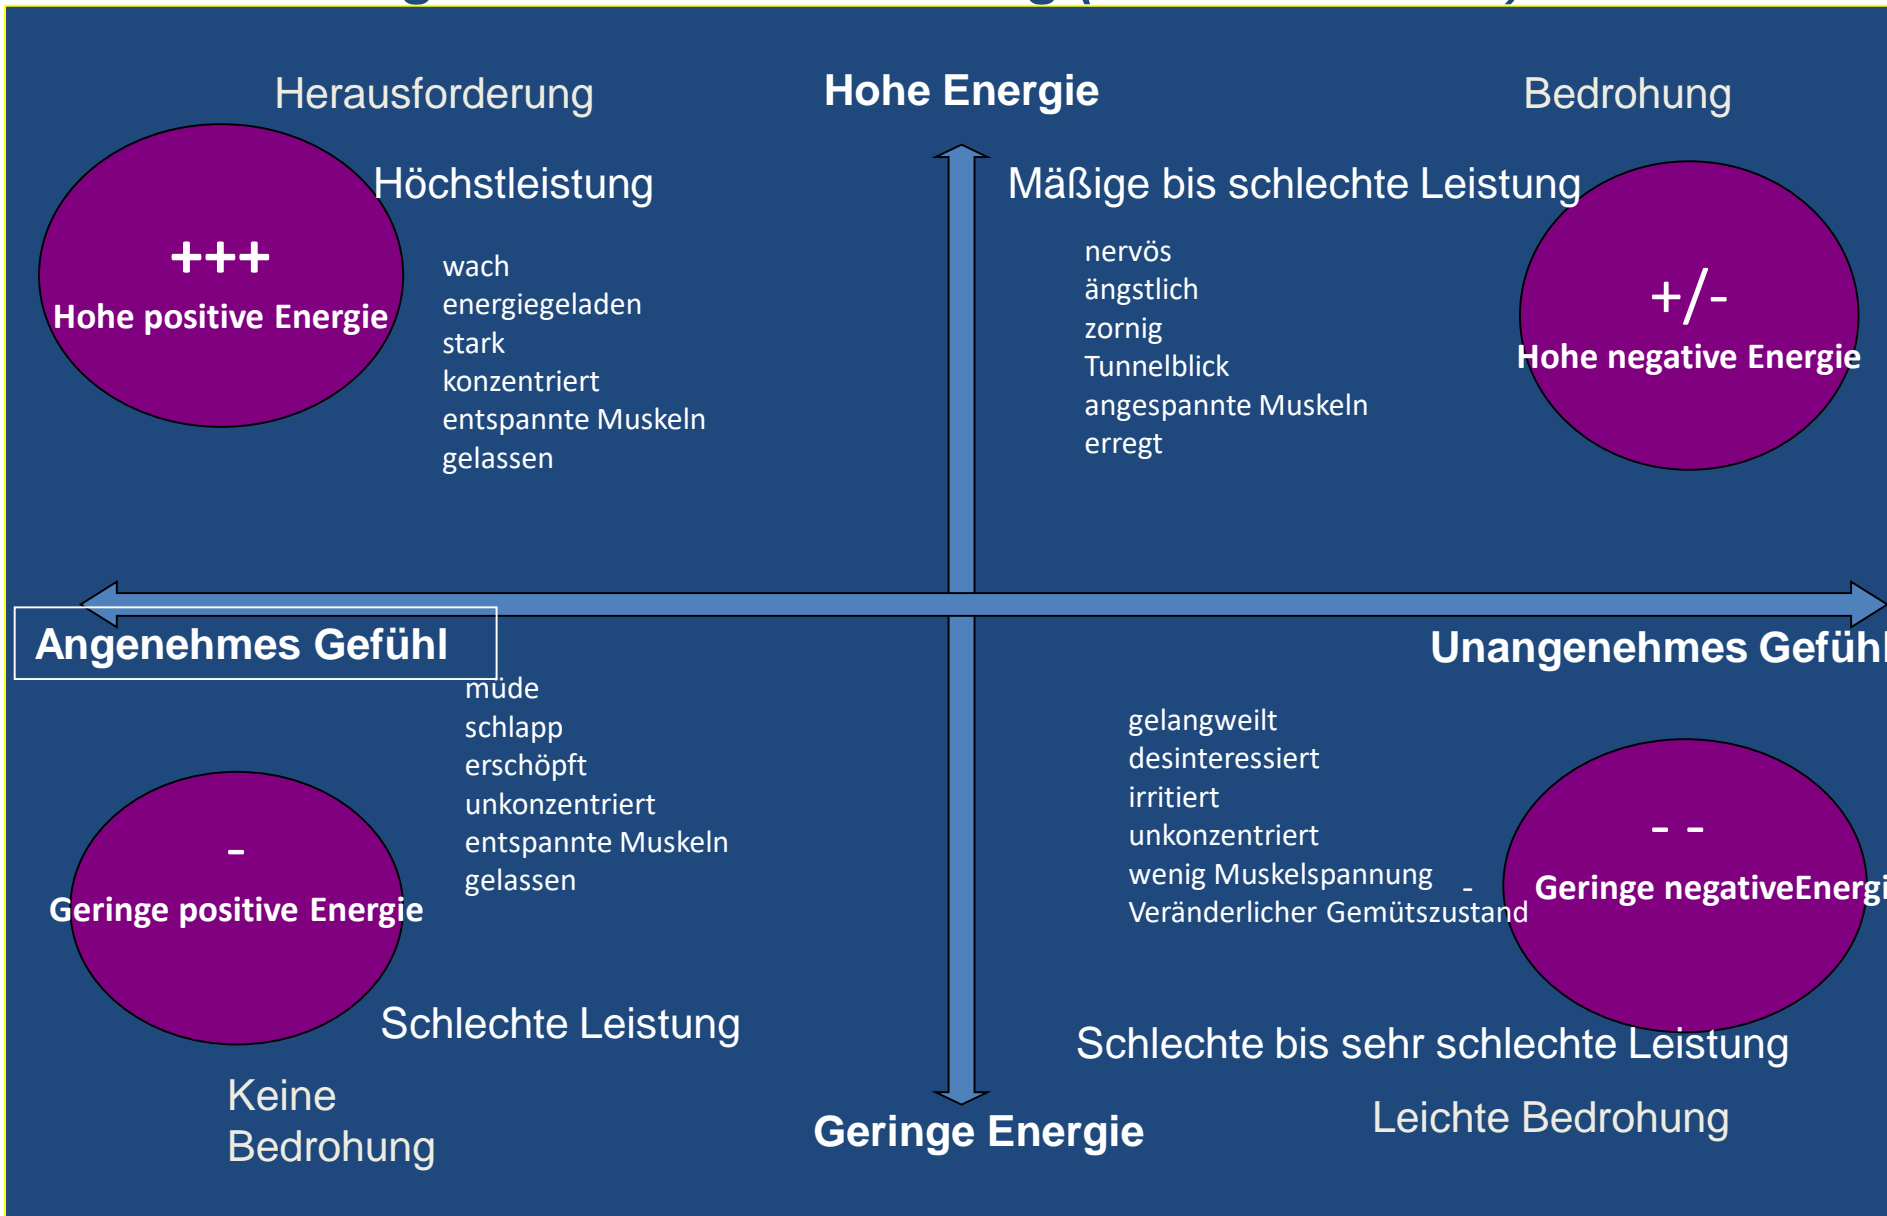 Herausforderung
Hohe Energie
Bedrohung
Höchstleistung
Mäßige bis schlechte Leistung
+++
Hohe positive Energie
wach
energiegeladen
stark
konzentriert
entspannte Muskeln
gelassen
nervös
ängstlich
zornig
Tunnelblick
angespannte Muskeln
erregt
+/-
Hohe negative Energie
Angenehmes Gefühl
Unangenehmes Gefühl
müde
schlapp
erschöpft
unkonzentriert
entspannte Muskeln
gelassen
-
Geringe positive Energie
gelangweilt
desinteressiert
irritiert
unkonzentriert
wenig Muskelspannung
-
Veränderlicher Gemütszustand
- -
Geringe negativeEnergi
Schlechte Leistung
Schlechte bis sehr schlechte Leistung
Keine
Bedrohung
Geringe Energie
Leichte Bedrohung